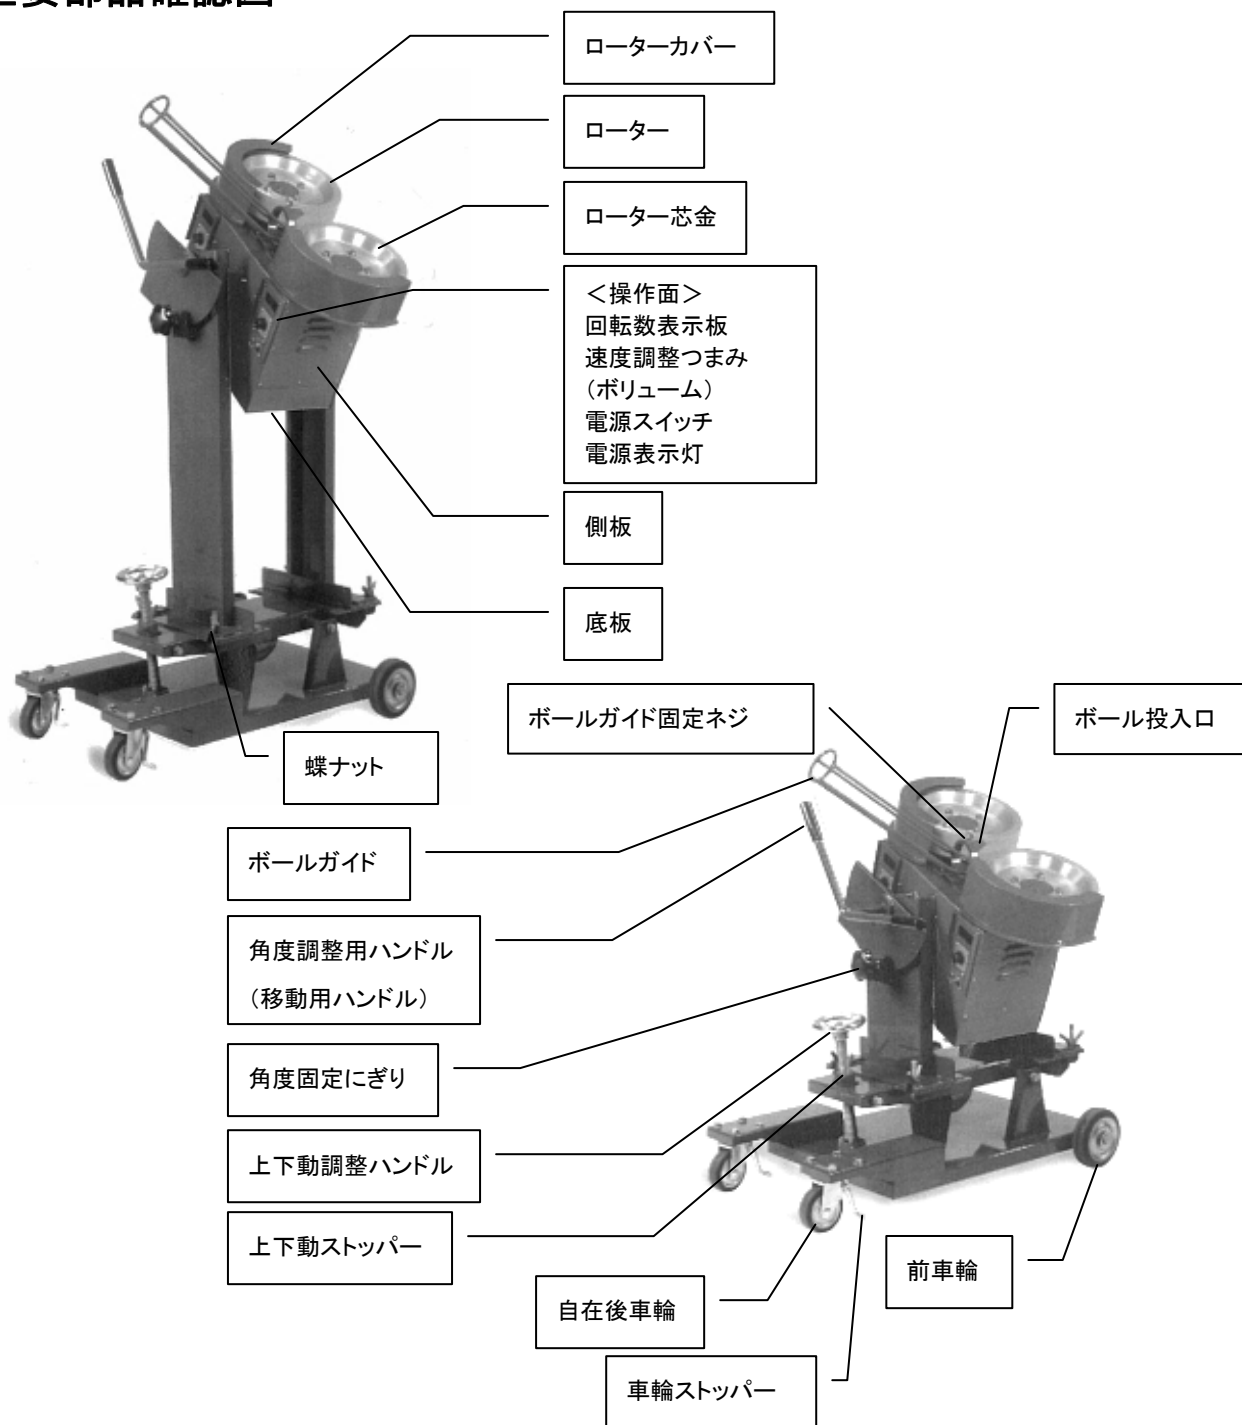 主要部品確認図
ローターカバー
ローター
ローター芯金
＜操作面＞
回転数表示板
速度調整つまみ
（ボリューム）
電源スイッチ
電源表示灯
側板
底板
ボールガイド固定ネジ
ボール投入口
蝶ナット
ボールガイド
角度調整用ハンドル
（移動用ハンドル）
角度固定にぎり
上下動調整ハンドル
上下動ストッパー
前車輪
自在後車輪
車輪ストッパー